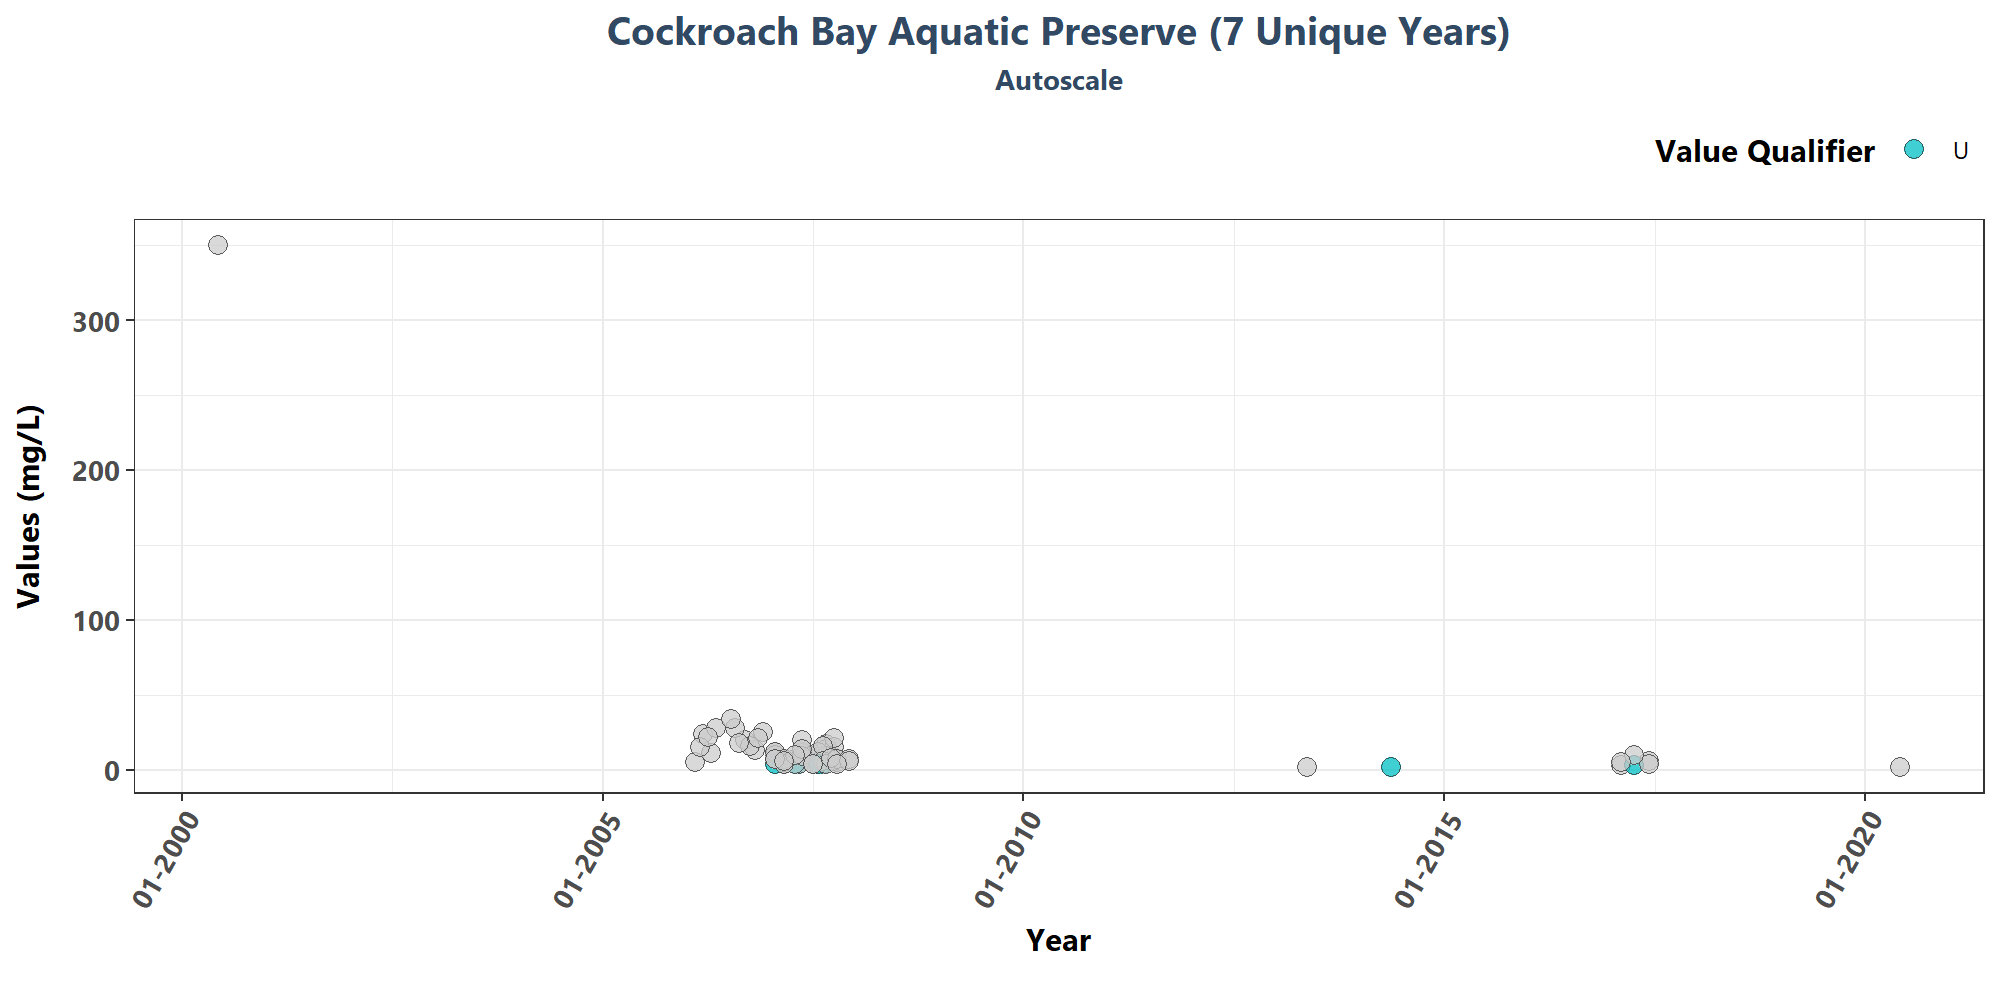 Cockroach Bay Aquatic Preserve (7 Unique Years)
Autoscale
Value Qualifier U
Values (mg/L)
300
200
100
0
01-2000 01-2005 01-2010 01-2015 01-2020
Year